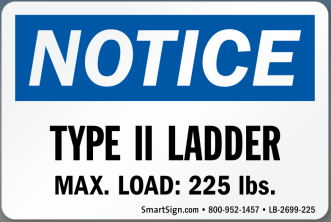 NOTICE
TYPE II LADDER
MAX. LOAD: 225 lbs.
SmartSign.com • 800-952-1457 • LB-2699-225